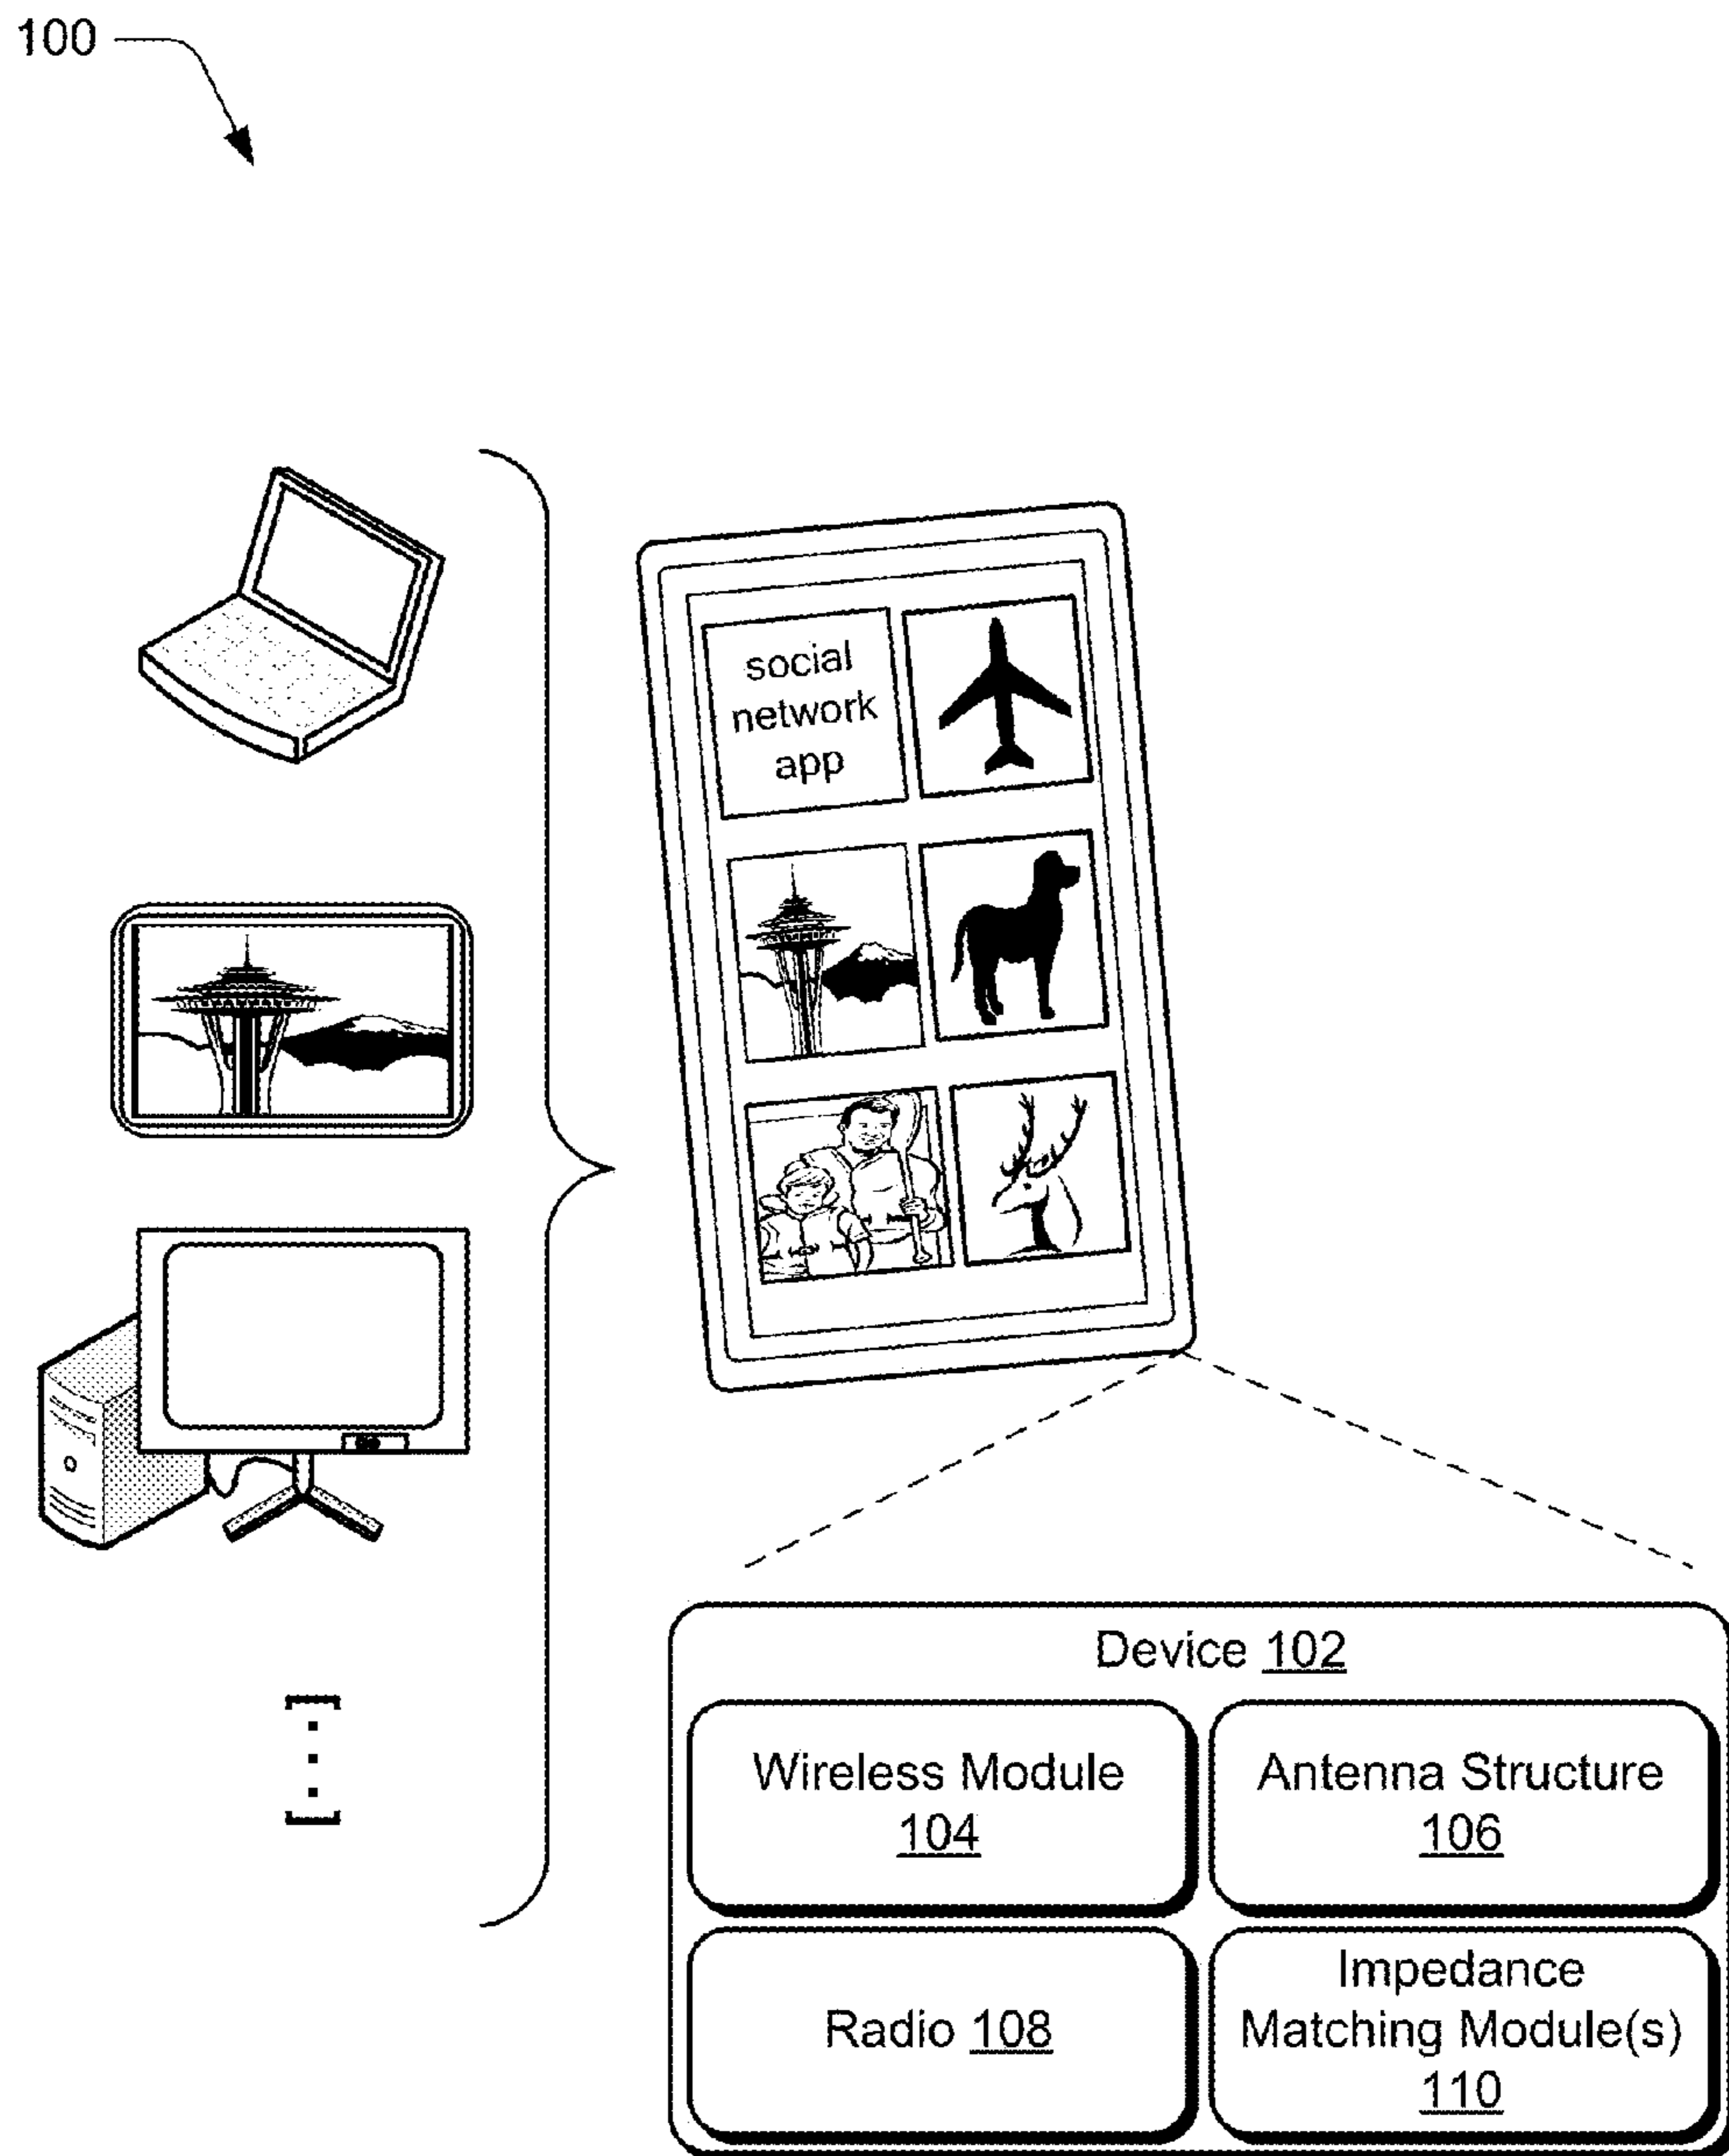 100
social
network
app
Device 102
Wireless Module
104
Antenna Structure
106
Radio 108
Impedance
Matching Module(s)
110